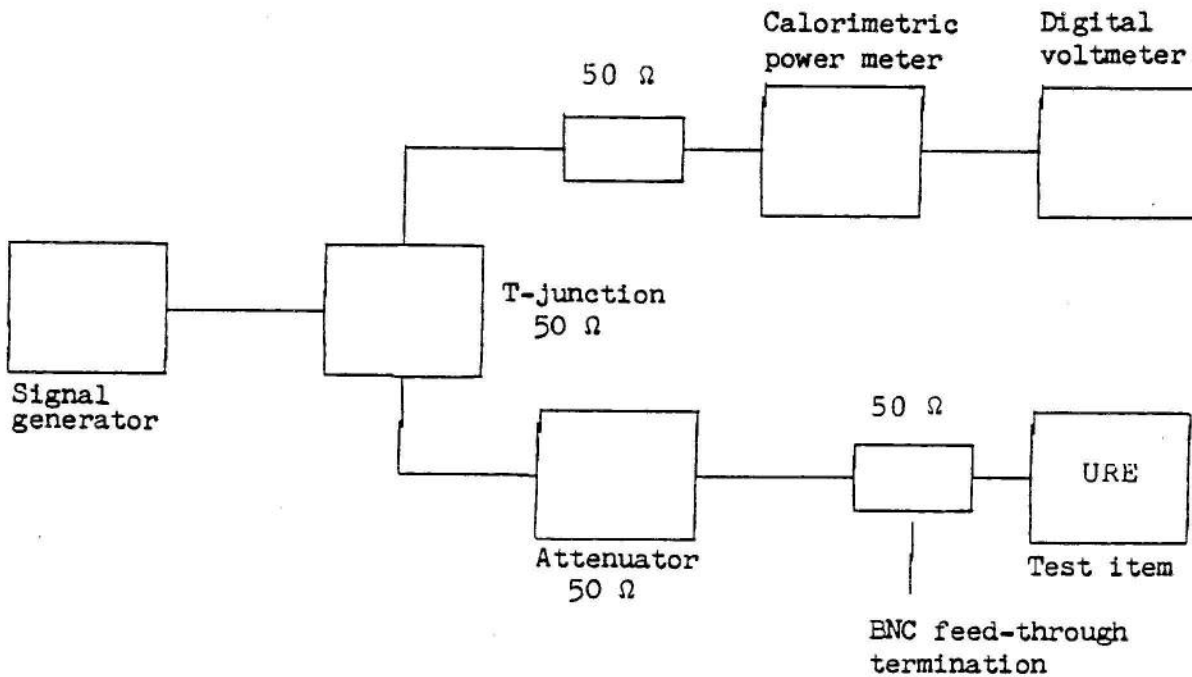 Calorimetric
power meter
Digital
voltmeter
50 Ω
T-junction
50 Ω
Signal
generator
50 Ω
URE
Attenuator
50 Ω
Test item
BNC feed-through
termination